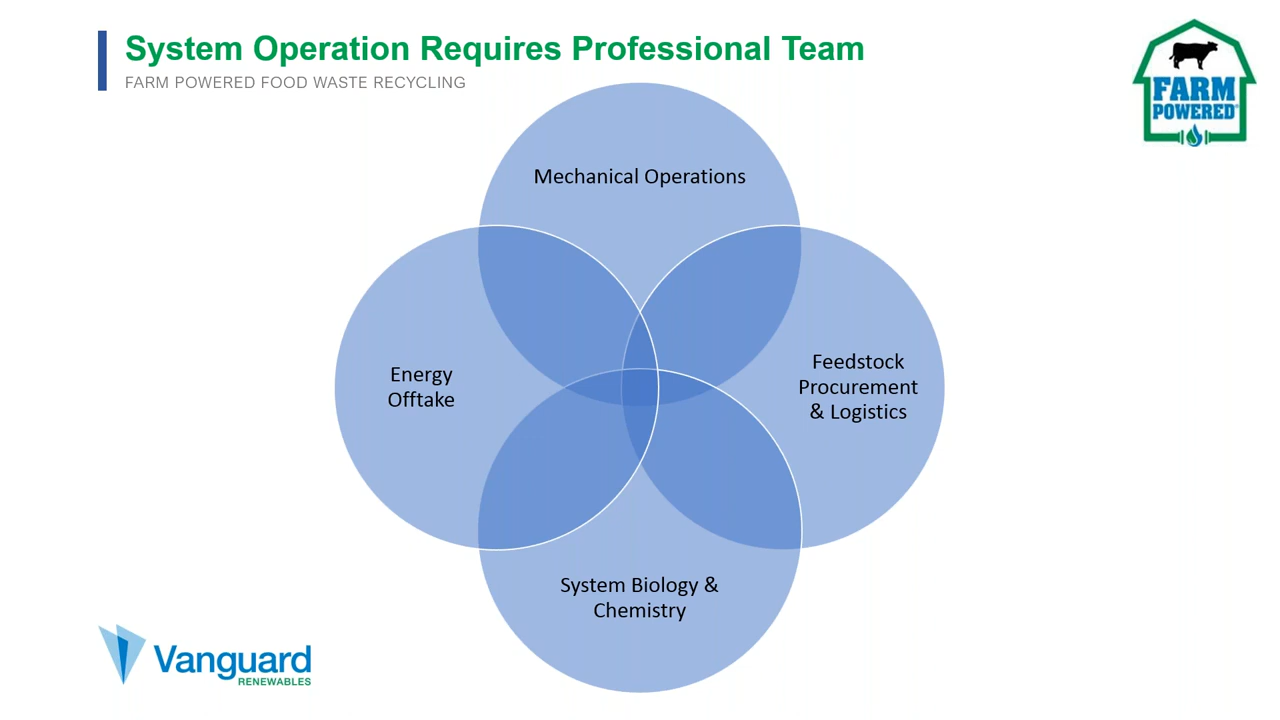 System Operation Requires Professional Team
FARM POWERED FOOD WASTE RECYCLING
FARM
POWERED®
Mechanical Operations
Energy
Offtake
Feedstock
Procurement
& Logistics
System Biology &
Chemistry
Vanguard
RENEWABLES